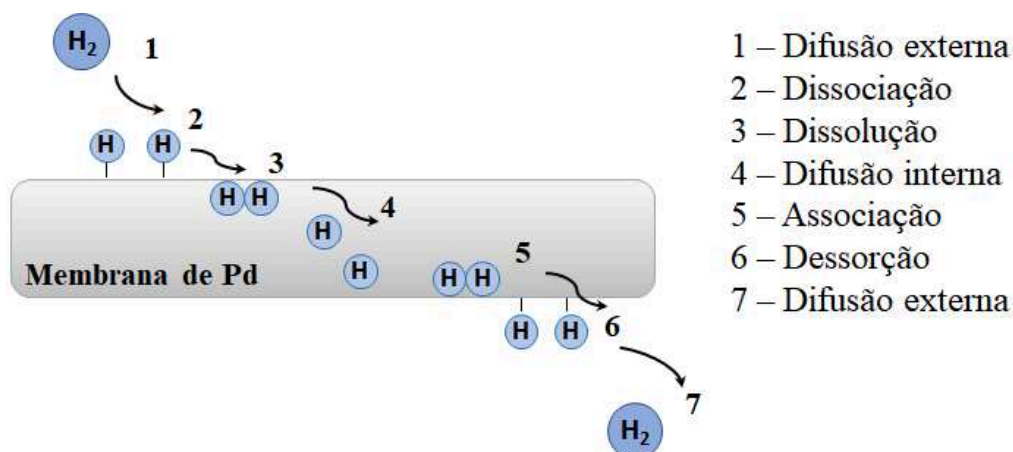 H2
1
1 – Difusão externa
2 – Dissociação
3 – Dissolução
4 – Difusão interna
5 – Associação
6 – Dessorção
7 – Difusão externa
H H 2
H H 3
H 4
H
Membrana de Pd
H H 5
H H 6
7
H2